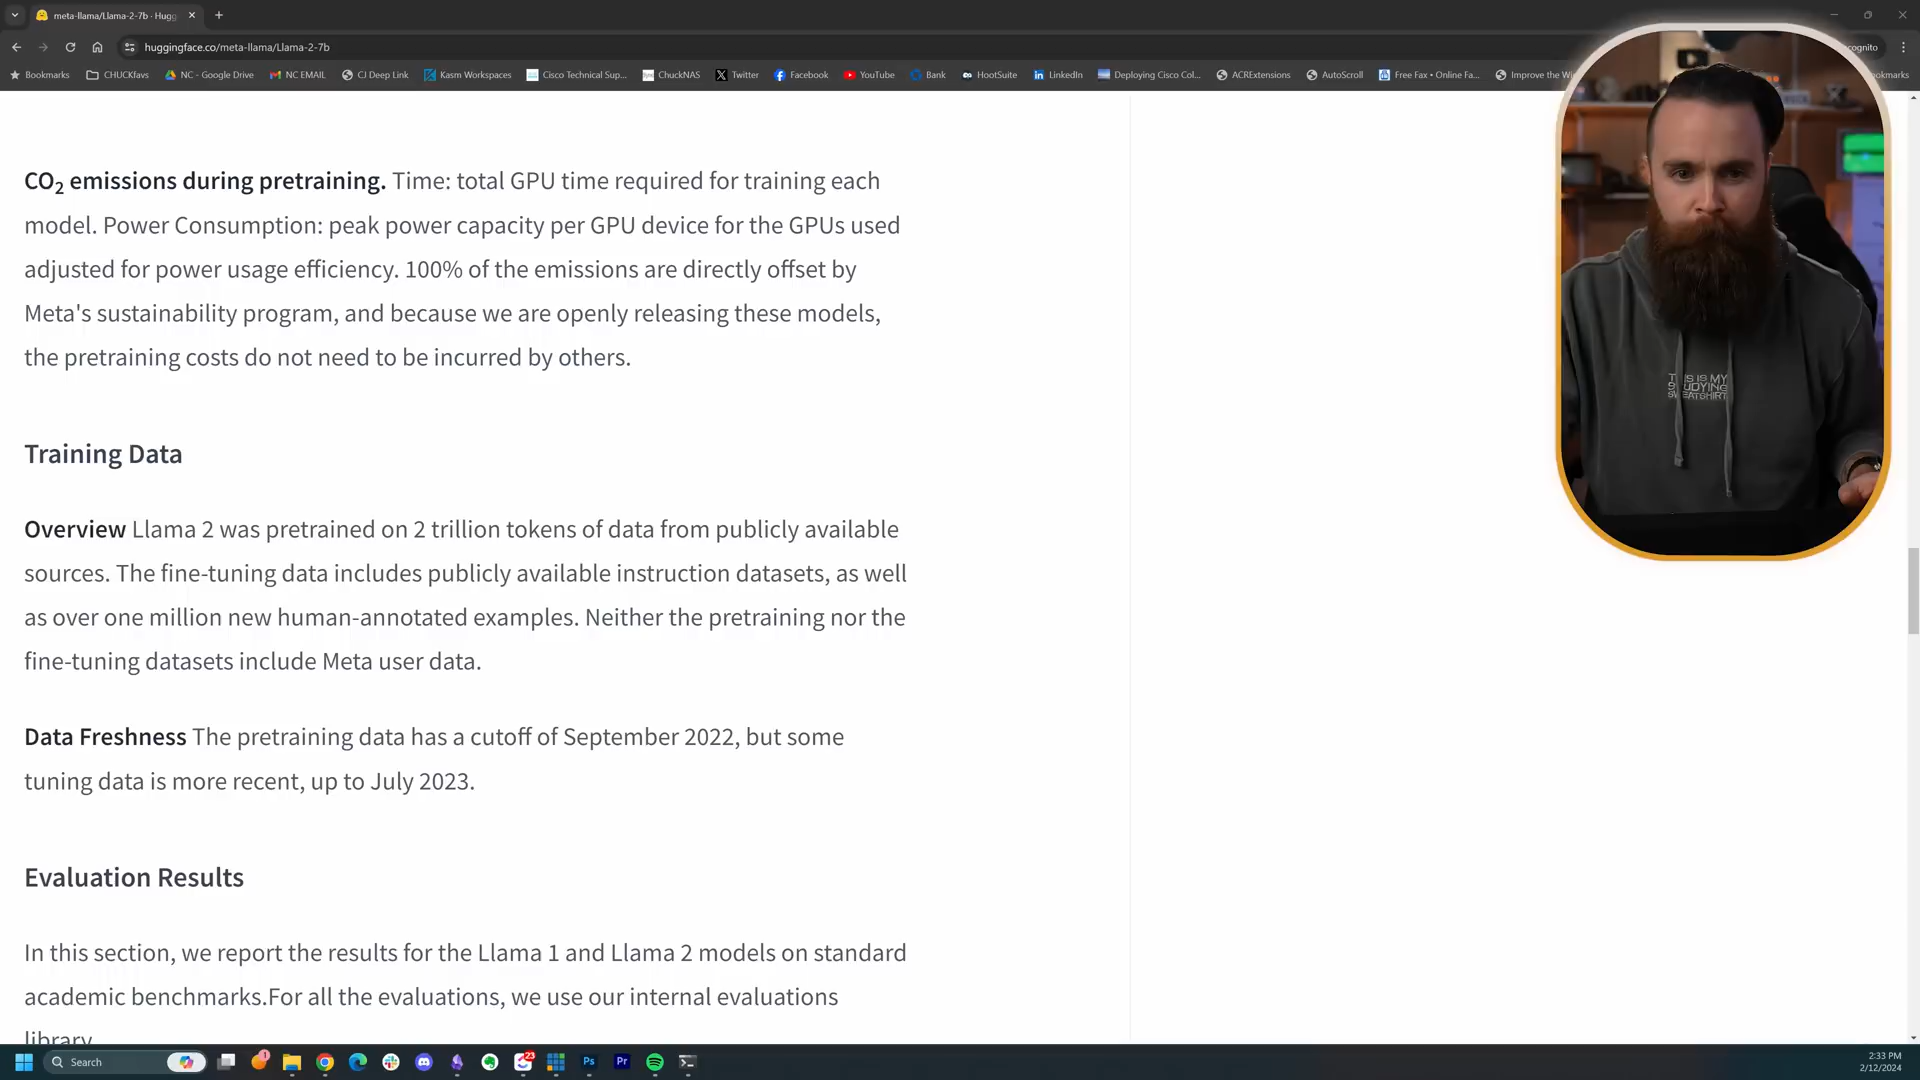 meta-llama/Llama-2-7b · Hugg
huggingface.co/meta-llama/Llama-2-7b
Bookmarks CHUCKfavs NC - Google Drive NC EMAIL CJ Deep Link Kasm Workspaces Cisco Technical Sup... ChuckNAS Twitter Facebook YouTube Bank HootSuite LinkedIn Deploying Cisco Col... ACRExtensions AutoScroll Free Fax • Online Fa... Improve the Wi
CO2 emissions during pretraining. Time: total GPU time required for training each
model. Power Consumption: peak power capacity per GPU device for the GPUs used
adjusted for power usage efficiency. 100% of the emissions are directly offset by
Meta's sustainability program, and because we are openly releasing these models,
the pretraining costs do not need to be incurred by others.
Training Data
Overview Llama 2 was pretrained on 2 trillion tokens of data from publicly available
sources. The fine-tuning data includes publicly available instruction datasets, as well
as over one million new human-annotated examples. Neither the pretraining nor the
fine-tuning datasets include Meta user data.
Data Freshness The pretraining data has a cutoff of September 2022, but some
tuning data is more recent, up to July 2023.
Evaluation Results
In this section, we report the results for the Llama 1 and Llama 2 models on standard
academic benchmarks.For all the evaluations, we use our internal evaluations
library.
THIS IS MY
STUDYING
SWEATSHIRT
Search
1
23
Ps
Pr
2:33 PM
2/12/2024